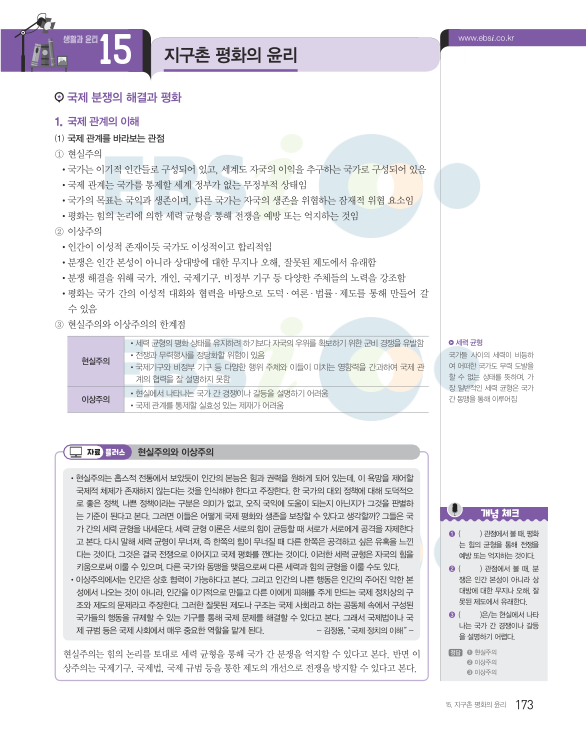 생활과 윤리
15
지구촌 평화의 윤리
www.ebsi.co.kr
국제 분쟁의 해결과 평화
1. 국제 관계의 이해
(1) 국제 관계를 바라보는 관점
① 현실주의
• 국가는 이기적 인간들로 구성되어 있고, 세계도 자국의 이익을 추구하는 국가로 구성되어 있음
• 국제 관계는 국가를 통제할 세계 정부가 없는 무정부적 상태임
• 국가의 목표는 국익과 생존이며, 다른 국가는 자국의 생존을 위협하는 잠재적 위협 요소임
• 평화는 힘의 논리에 의한 세력 균형을 통해 전쟁을 예방 또는 억지하는 것임
② 이상주의
• 인간이 이성적 존재이듯 국가도 이성적이고 합리적임
• 분쟁은 인간 본성이 아니라 상대방에 대한 무지나 오해, 잘못된 제도에서 유래함
• 분쟁 해결을 위해 국가, 개인, 국제기구, 비정부 기구 등 다양한 주체들의 노력을 강조함
• 평화는 국가 간의 이성적 대화와 협력을 바탕으로 도덕·여론·법률·제도를 통해 만들어 갈
수 있음
③ 현실주의와 이상주의의 한계점
현실주의
• 세력 균형의 평화 상태를 유지하려 하기보다 자국의 우위를 확보하기 위한 군비 경쟁을 유발함
• 전쟁과 무력행사를 정당화할 위험이 있음
• 국제기구와 비정부 기구 등 다양한 행위 주체와 이들이 미치는 영향력을 간과하여 국제 관
계의 협력을 잘 설명하지 못함
이상주의
• 현실에서 나타나는 국가 간 경쟁이나 갈등을 설명하기 어려움
• 국제 관계를 통제할 실효성 있는 제재가 어려움
세력 균형
국가들 사이의 세력이 비등하
여 어떠한 국가도 무력 도발을
할 수 없는 상태를 뜻하며, 가
장 일반적인 세력 균형은 국가
간 동맹을 통해 이루어짐
자료 플러스 현실주의와 이상주의
• 현실주의는 홉스적 전통에서 보았듯이 인간의 본능은 힘과 권력을 원하게 되어 있는데, 이 욕망을 제어할
국제적 체제가 존재하지 않는다는 것을 인식해야 한다고 주장한다. 한 국가의 대외 정책에 대해 도덕적으
로 좋은 정책, 나쁜 정책이라는 구분은 의미가 없고, 오직 국익에 도움이 되는지 아닌지가 그것을 판별하
는 기준이 된다고 본다. 그러면 이들은 어떻게 국제 평화와 생존을 보장할 수 있다고 생각할까? 그들은 국
가 간의 세력 균형을 내세운다. 세력 균형 이론은 서로의 힘이 균등할 때 서로가 서로에게 공격을 자제한다
고 본다. 다시 말해 세력 균형이 무너져, 즉 한쪽의 힘이 무너질 때 다른 한쪽은 공격하고 싶은 유혹을 느낀
다는 것이다. 그것은 결국 전쟁으로 이어지고 국제 평화를 깬다는 것이다. 이러한 세력 균형은 자국의 힘을
키움으로써 이룰 수 있으며, 다른 국가와 동맹을 맺음으로써 다른 세력과 힘의 균형을 이룰 수도 있다.
• 이상주의에서는 인간은 상호 협력이 가능하다고 본다. 그리고 인간의 나쁜 행동은 인간의 주어진 악한 본
성에서 나오는 것이 아니라, 인간을 이기적으로 만들고 다른 이에게 피해를 주게 만드는 국제 정치상의 구
조와 제도의 문제라고 주장한다. 그러한 잘못된 제도나 구조는 국제 사회라고 하는 공동체 속에서 구성된
국가들의 행동을 규제할 수 있는 기구를 통해 국제 문제를 해결할 수 있다고 본다. 그래서 국제법이나 국
제 규범 등은 국제 사회에서 매우 중요한 역할을 맡게 된다. – 김정용, "국제 정치의 이해" –
현실주의는 힘의 논리를 토대로 세력 균형을 통해 국가 간 분쟁을 억지할 수 있다고 본다. 반면 이
상주의는 국제기구, 국제법, 국제 규범 등을 통한 제도의 개선으로 전쟁을 방지할 수 있다고 본다.
개념 체크
❶ ( ) 관점에서 볼 때, 평화
는 힘의 균형을 통해 전쟁을
예방 또는 억지하는 것이다.
❷ ( ) 관점에서 볼 때, 분
쟁은 인간 본성이 아니라 상
대방에 대한 무지나 오해, 잘
못된 제도에서 유래한다.
❸ ( )은/는 현실에서 나타
나는 국가 간 경쟁이나 갈등
을 설명하기 어렵다.
정답 ❶ 현실주의
❷ 이상주의
❸ 이상주의
15. 지구촌 평화의 윤리 173